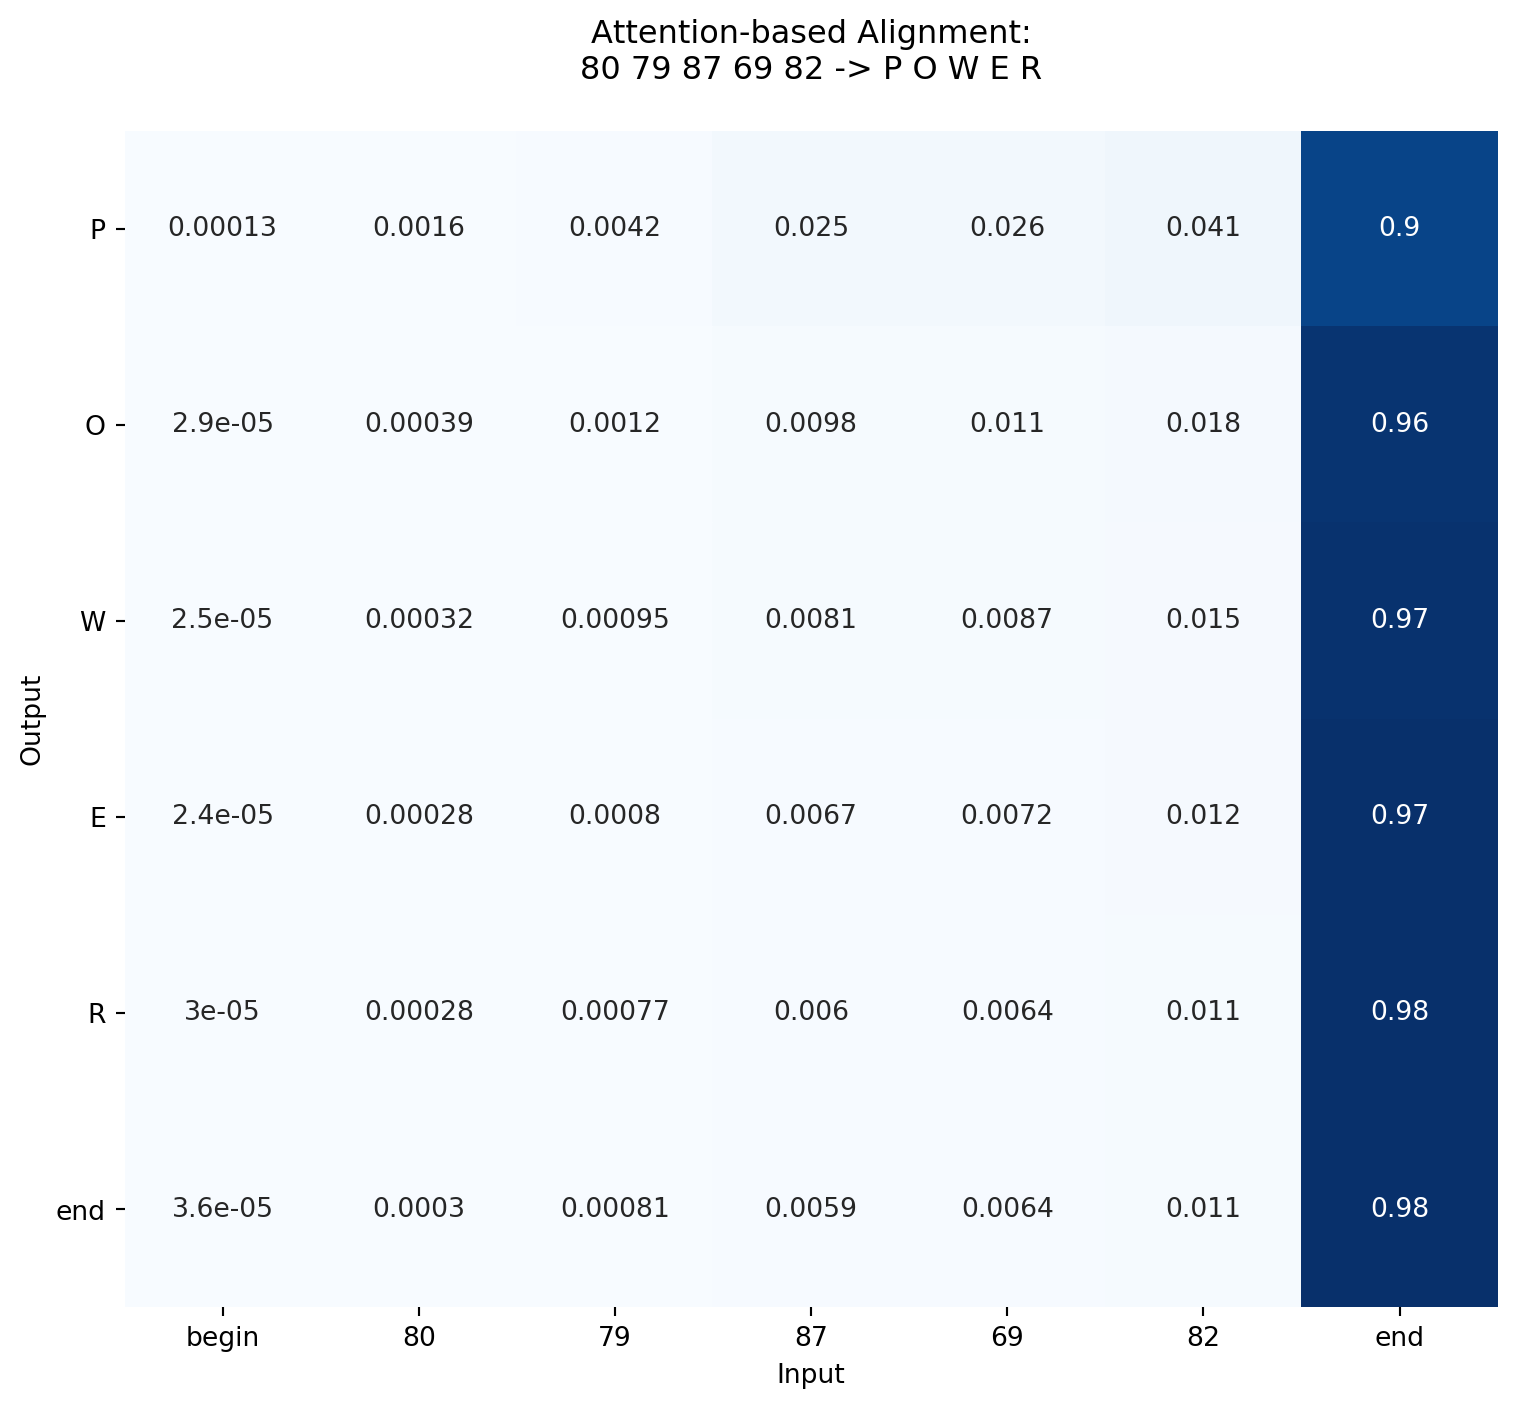 Attention-based Alignment:
80 79 87 69 82 -> P O W E R
P 0.00013 0.0016 0.0042 0.025 0.026 0.041 0.9
O 2.9e-05 0.00039 0.0012 0.0098 0.011 0.018 0.96
W 2.5e-05 0.00032 0.00095 0.0081 0.0087 0.015 0.97
Output
E 2.4e-05 0.00028 0.0008 0.0067 0.0072 0.012 0.97
R 3e-05 0.00028 0.00077 0.006 0.0064 0.011 0.98
end 3.6e-05 0.0003 0.00081 0.0059 0.0064 0.011 0.98
begin 80 79 87 69 82 end
Input